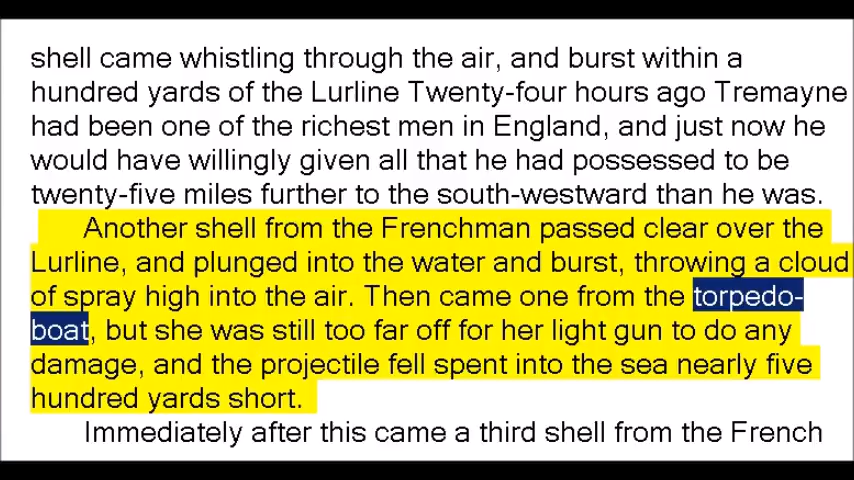 shell came whistling through the air, and burst within a
hundred yards of the Lurline Twenty-four hours ago Tremayne
had been one of the richest men in England, and just now he
would have willingly given all that he had possessed to be
twenty-five miles further to the south-westward than he was.
Another shell from the Frenchman passed clear over the
Lurline, and plunged into the water and burst, throwing a cloud
of spray high into the air. Then came one from the torpedo-
boat, but she was still too far off for her light gun to do any
damage, and the projectile fell spent into the sea nearly five
hundred yards short.
Immediately after this came a third shell from the French